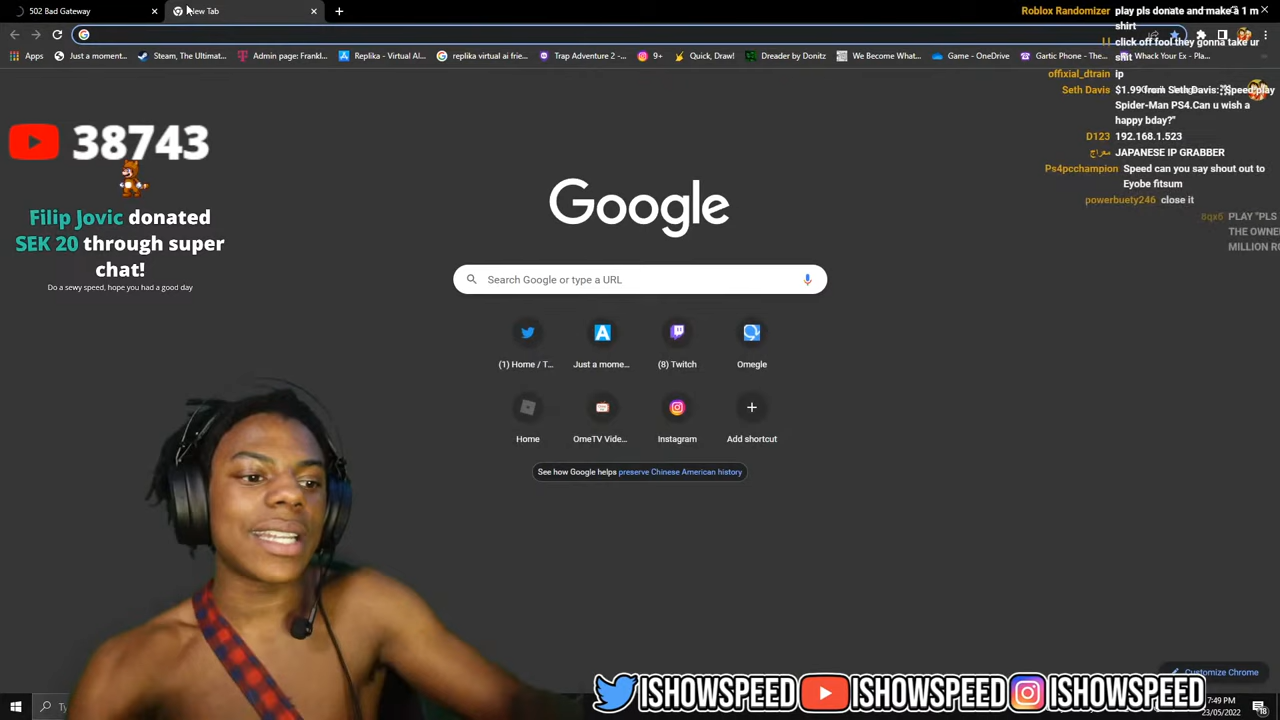 502 Bad Gateway
New Tab
Apps
Just a moment...
Steam, The Ultimat...
Admin page: Frankl...
Replika - Virtual AI...
replika virtual ai frie...
Trap Adventure 2 -...
9+
Quick, Draw!
Dreader by Donitz
We Become What...
Game - OneDrive
Gartic Phone - The...
Whack Your Ex - Pla...
Roblox Randomizer play pls donate and make a 1 m
shirt
click off fool they gonna take ur
shit
offixial_dtrain ip
Seth Davis $1.99 from Seth Davis: "Speed play
Spider-Man PS4.Can u wish a
happy bday?"
D123 192.168.1.523
معراج JAPANESE IP GRABBER
Ps4pcchampion Speed can you say shout out to
Eyobe fitsum
powerbuety246 close it
8qx6 PLAY "PLS
THE OWNE
MILLION RO
38743
Filip Jovic donated
SEK 20 through super
chat!
Do a sewy speed, hope you had a good day
Google
Search Google or type a URL
(1) Home / T...
Just a mome...
(8) Twitch
Omegle
Home
OmeTV Vide...
Instagram
Add shortcut
See how Google helps preserve Chinese American history
Customize Chrome
ISHOWSPEED
ISHOWSPEED
ISHOWSPEED
Ty
7:49 PM
23/05/2022
18